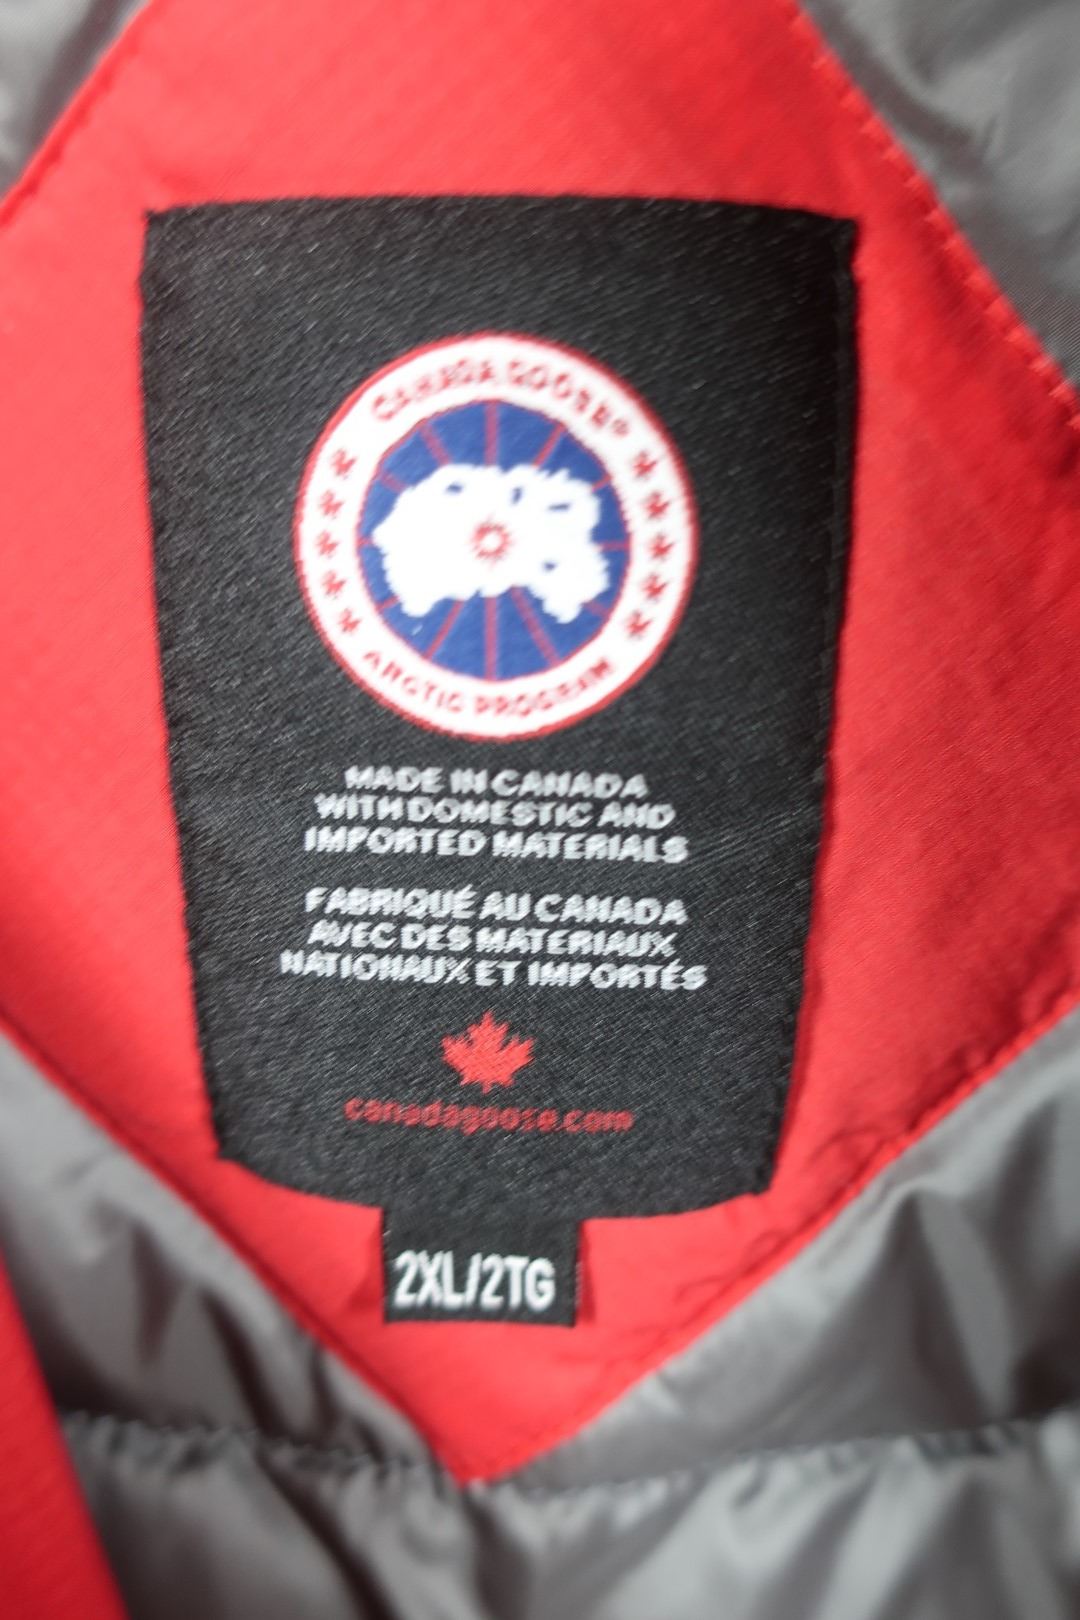 CANADA GOOSE®
ARCTIC PROGRAM
MADE IN CANADA
WITH DOMESTIC AND
IMPORTED MATERIALS
FABRIQUÉ AU CANADA
AVEC DES MATERIAUX
NATIONAUX ET IMPORTÉS
canadagoose.com
2XL/2TG